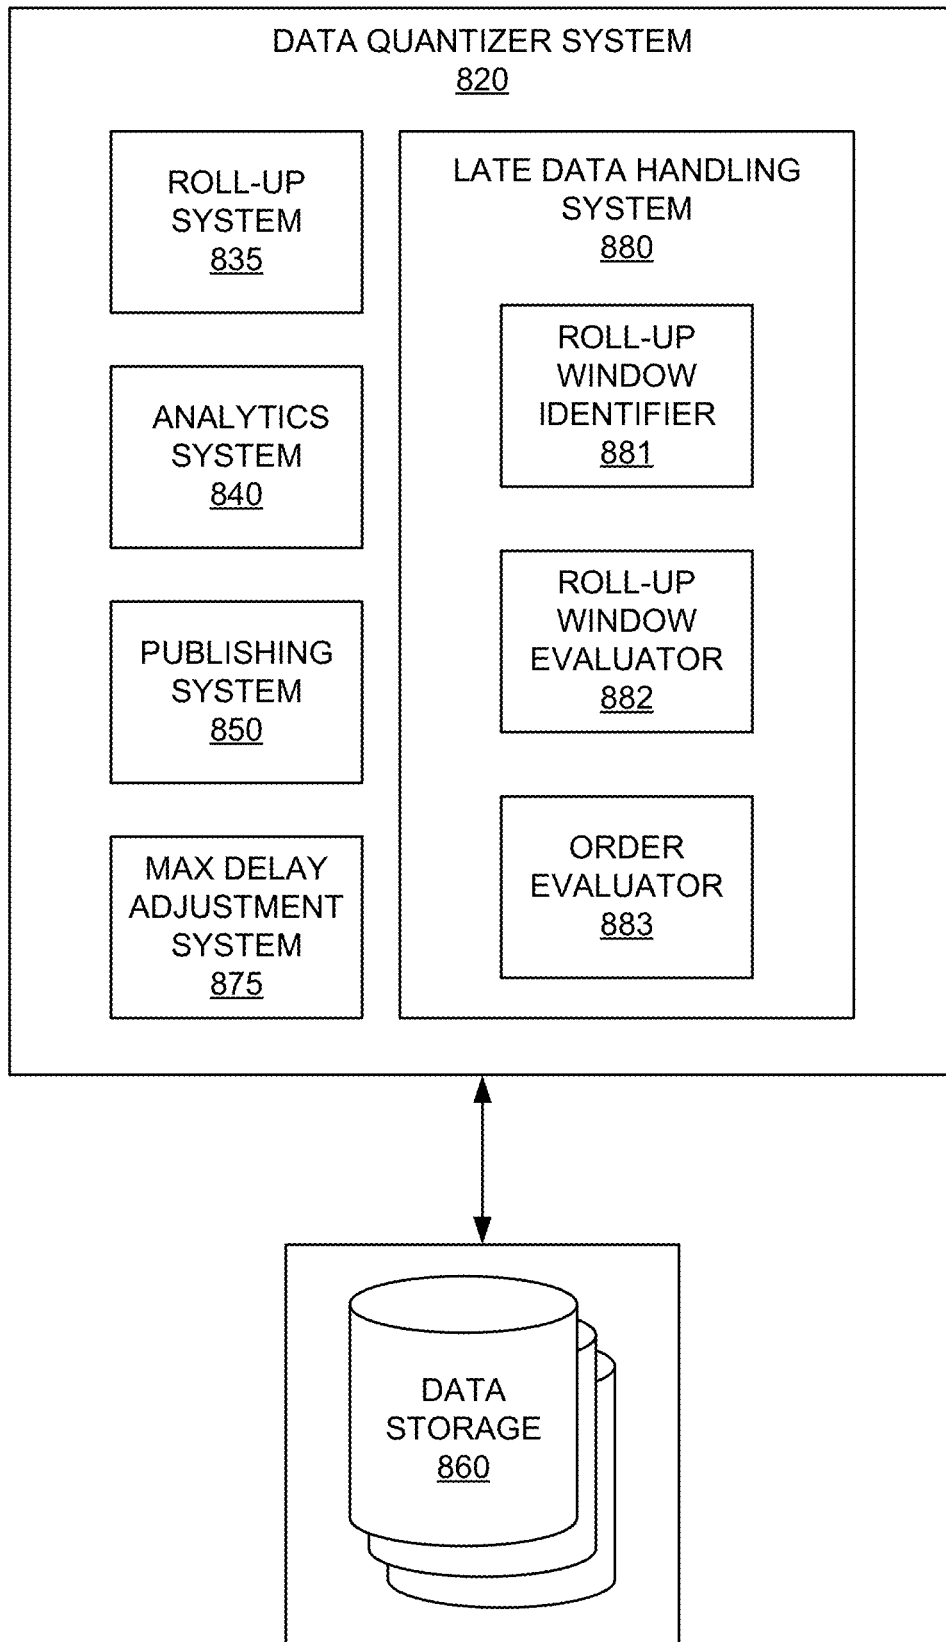 DATA QUANTIZER SYSTEM
820
ROLL-UP
SYSTEM
835
ANALYTICS
SYSTEM
840
PUBLISHING
SYSTEM
850
MAX DELAY
ADJUSTMENT
SYSTEM
875
LATE DATA HANDLING
SYSTEM
880
ROLL-UP
WINDOW
IDENTIFIER
881
ROLL-UP
WINDOW
EVALUATOR
882
ORDER
EVALUATOR
883
DATA
STORAGE
860